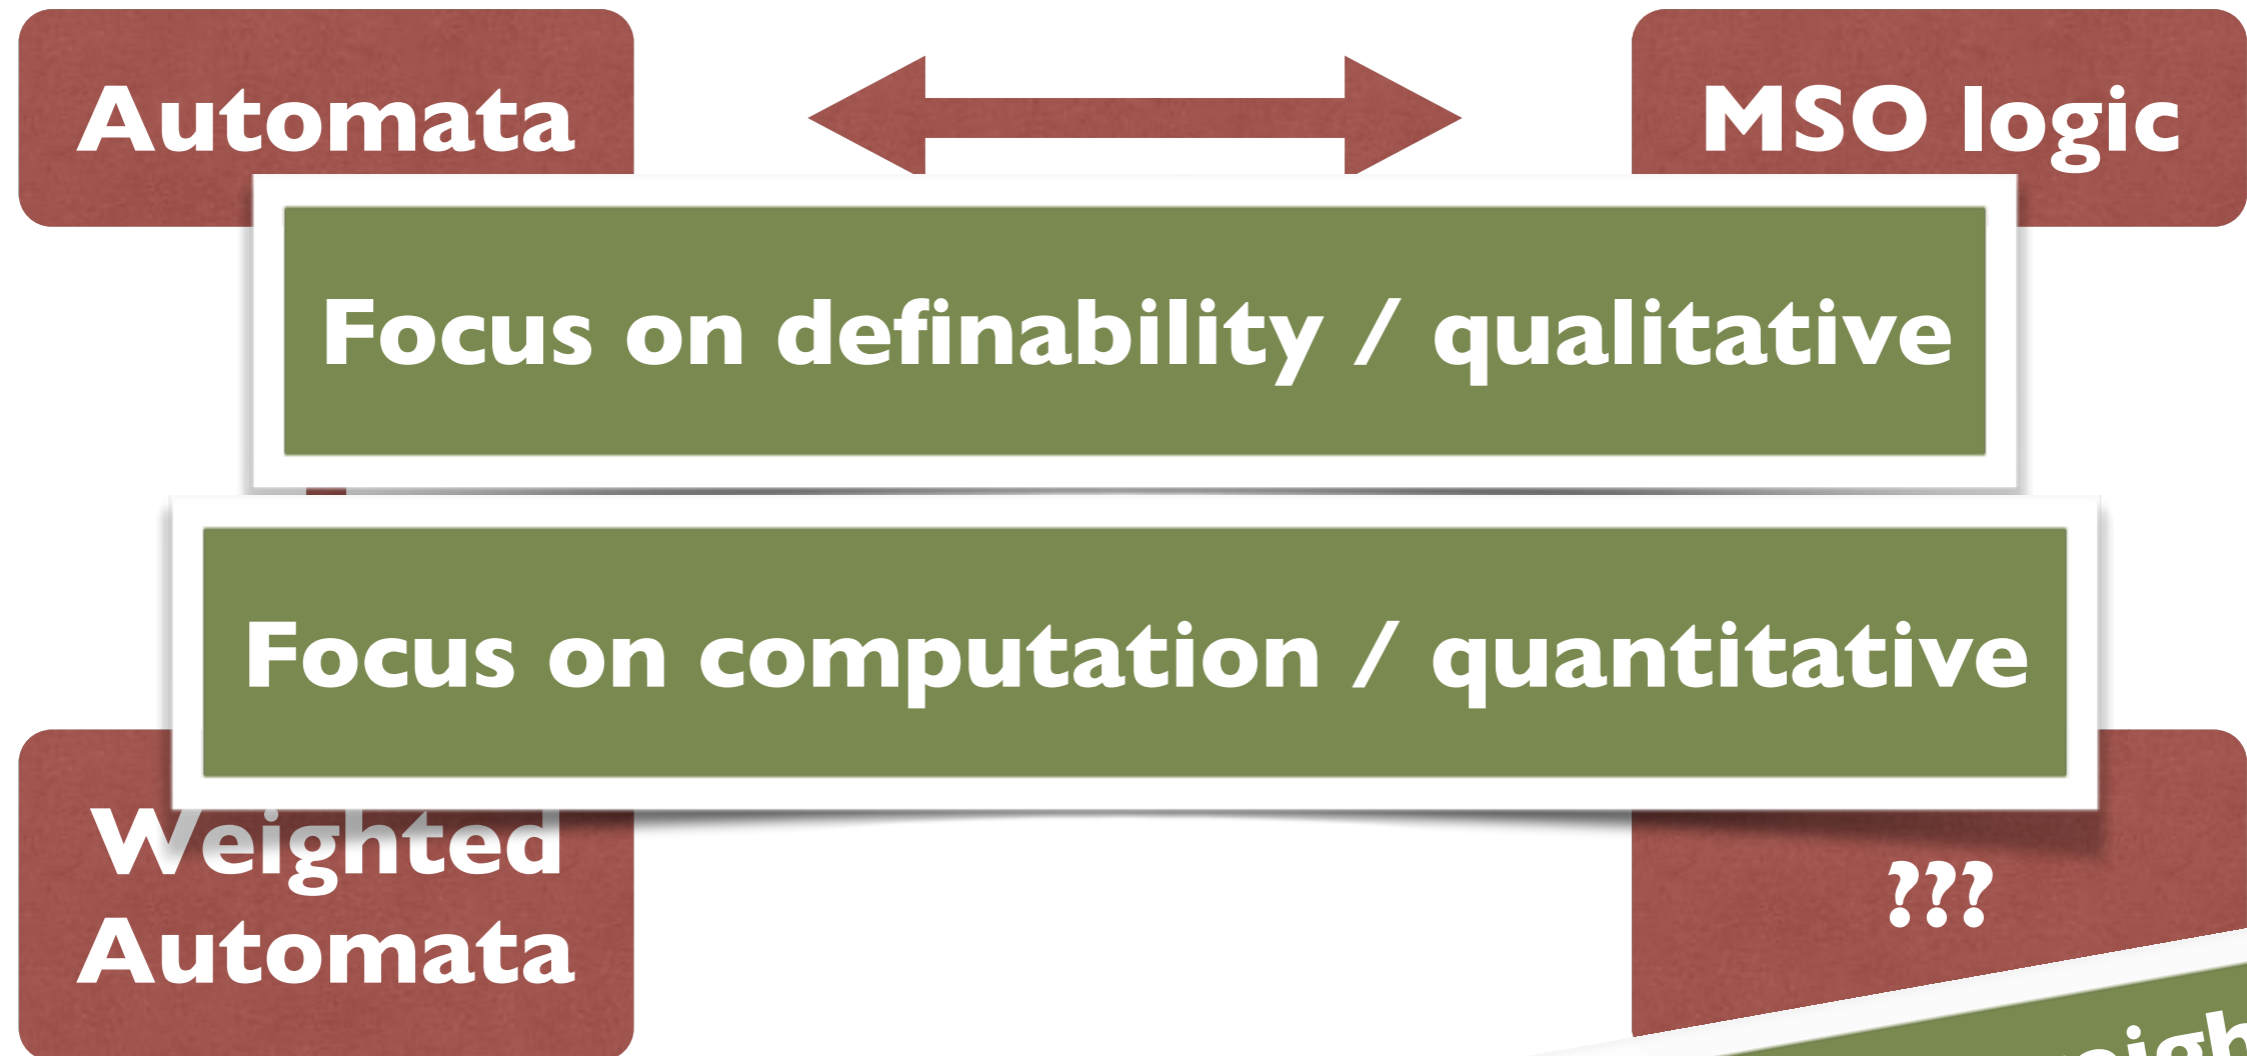 Automata
MSO logic
Focus on definability / qualitative
Focus on computation / quantitative
Weighted
Automata
???